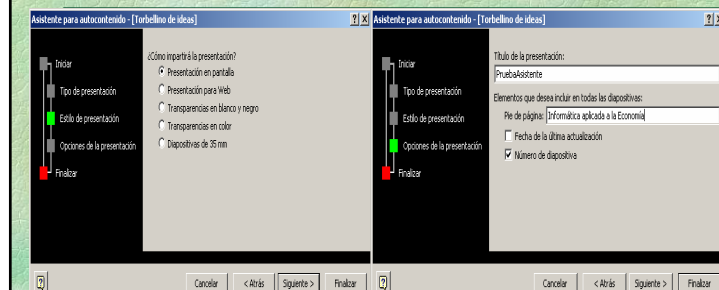 Asistente para autocontenido - [Torbellino de ideas]
Iniciar
Tipo de presentación
Estilo de presentación
Opciones de la presentación
Finalizar
¿Cómo impartirá la presentación?
Presentación en pantalla
Presentación para Web
Transparencias en blanco y negro
Transparencias en color
Diapositivas de 35 mm
Cancelar
< Atrás
Siguiente >
Finalizar
Asistente para autocontenido - [Torbellino de ideas]
Iniciar
Tipo de presentación
Estilo de presentación
Opciones de la presentación
Finalizar
Título de la presentación:
PruebaAsistente
Elementos que desea incluir en todas las diapositivas:
Pie de página: Informática aplicada a la Economía
Fecha de la última actualización
Número de diapositiva
Cancelar
< Atrás
Siguiente >
Finalizar